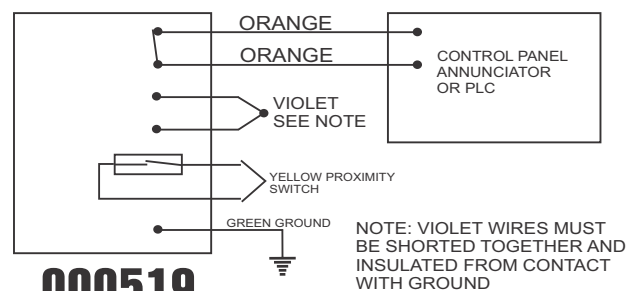 ORANGE
ORANGE
CONTROL PANEL
ANNUNCIATOR
OR PLC
VIOLET
SEE NOTE
YELLOW PROXIMITY
SWITCH
GREEN GROUND
NOTE: VIOLET WIRES MUST
BE SHORTED TOGETHER AND
INSULATED FROM CONTACT
WITH GROUND
000519